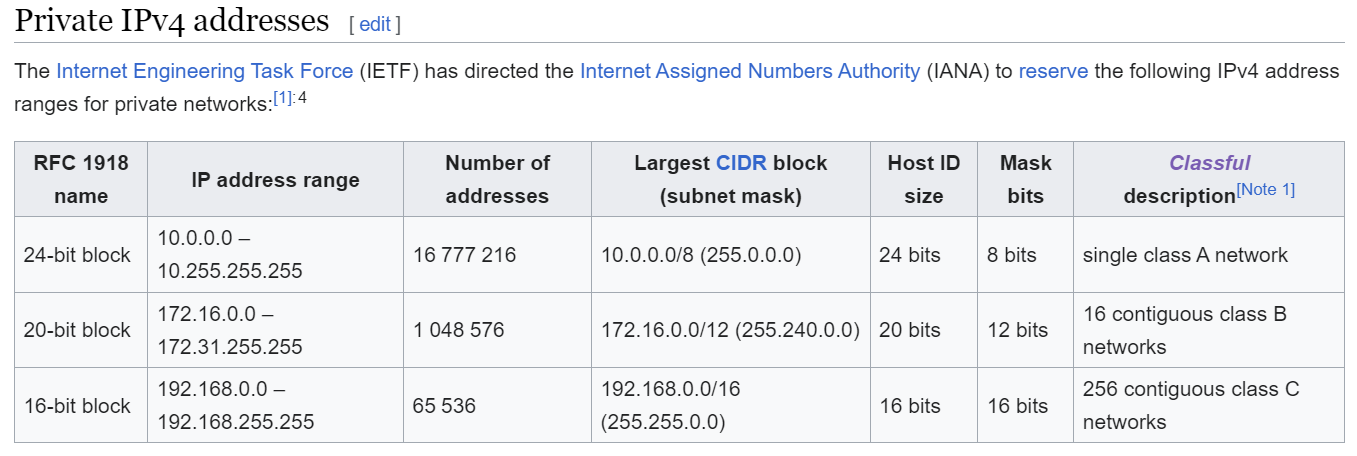 Private IPv4 addresses [ edit ]
The Internet Engineering Task Force (IETF) has directed the Internet Assigned Numbers Authority (IANA) to reserve the following IPv4 address
ranges for private networks:[1]: 4
RFC 1918 name | IP address range | Number of addresses | Largest CIDR block (subnet mask) | Host ID size | Mask bits | Classful description[Note 1]
24-bit block | 10.0.0.0 – 10.255.255.255 | 16 777 216 | 10.0.0.0/8 (255.0.0.0) | 24 bits | 8 bits | single class A network
20-bit block | 172.16.0.0 – 172.31.255.255 | 1 048 576 | 172.16.0.0/12 (255.240.0.0) | 20 bits | 12 bits | 16 contiguous class B networks
16-bit block | 192.168.0.0 – 192.168.255.255 | 65 536 | 192.168.0.0/16 (255.255.0.0) | 16 bits | 16 bits | 256 contiguous class C networks